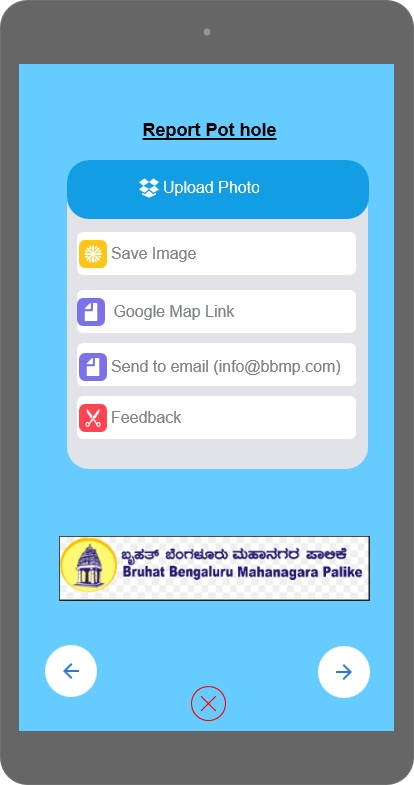 Report Pot hole
Upload Photo
Save Image
Google Map Link
Send to email (info@bbmp.com)
Feedback
ಬೃಹತ್ ಬೆಂಗಳೂರು ಮಹಾನಗರ ಪಾಲಿಕೆ
Bruhat Bengaluru Mahanagara Palike